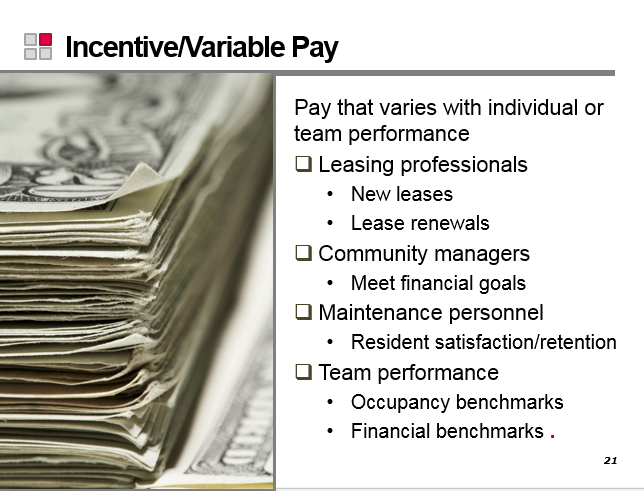 Incentive/Variable Pay
Pay that varies with individual or
team performance
❑ Leasing professionals
• New leases
• Lease renewals
❑ Community managers
• Meet financial goals
❑ Maintenance personnel
• Resident satisfaction/retention
❑ Team performance
• Occupancy benchmarks
• Financial benchmarks .
21